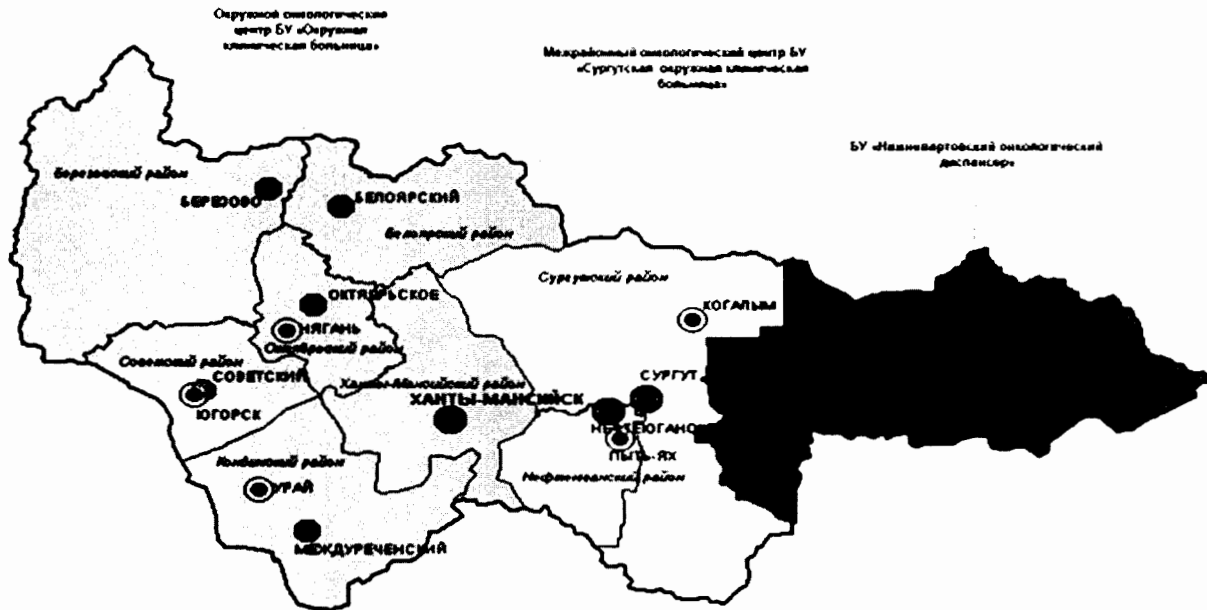 Окружной онкологический
центр БУ «Окружная
клиническая больница»
Межрайонный онкологический центр БУ
«Сургутская окружная клиническая
больница»
БУ «Нижневартовский онкологический
диспансер»
Березовский район
БЕРЕЗОВО
БЕЛОЯРСКИЙ
Белоярский район
Сургутский район
ОКТЯБРЬСКОЕ
КОГАЛЫМ
НЯГАНЬ
Октябрьский район
Советский район
СОВЕТСКИЙ
Ханты-Мансийский район
СУРГУТ
ХАНТЫ-МАНСИЙСК
ЮГОРСК
НЕФТЕЮГАНС
ПЫТЬ-ЯХ
Кондинский район
Нефтеюганский район
УРАЙ
МЕЖДУРЕЧЕНСКИЙ